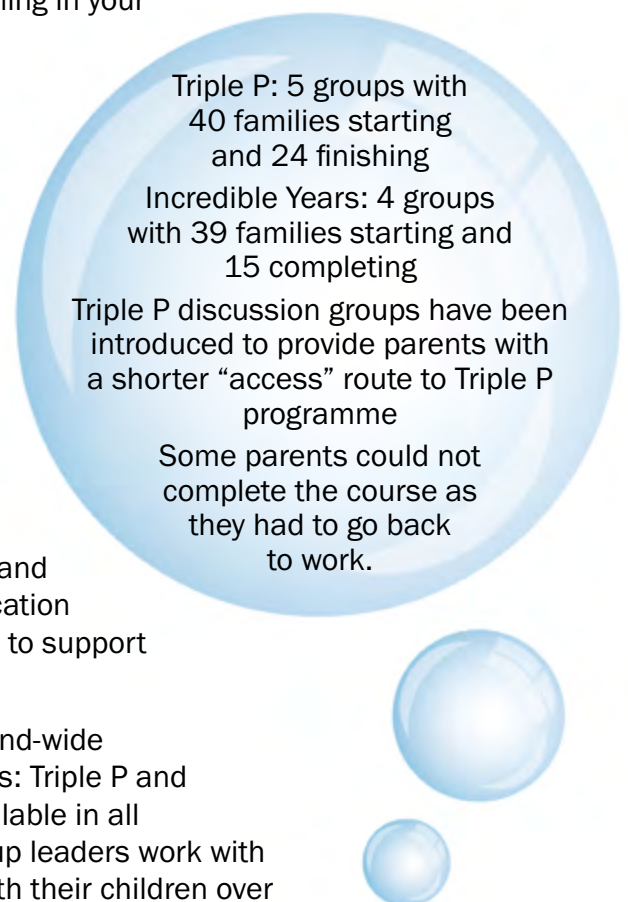 ing in your
Triple P: 5 groups with
40 families starting
and 24 finishing
Incredible Years: 4 groups
with 39 families starting and
15 completing
Triple P discussion groups have been
introduced to provide parents with
a shorter “access” route to Triple P
programme
Some parents could not
complete the course as
they had to go back
to work.
and
cation
to support
nd-wide
s: Triple P and
lable in all
up leaders work with
th their children over